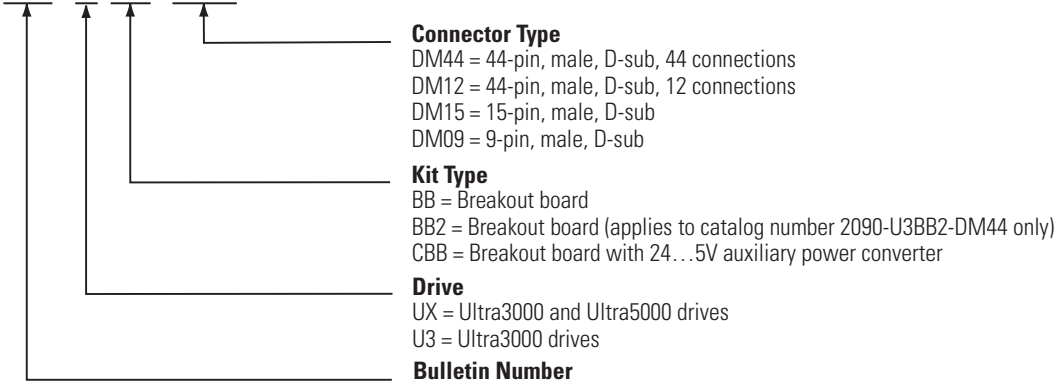 Connector Type
DM44 = 44-pin, male, D-sub, 44 connections
DM12 = 44-pin, male, D-sub, 12 connections
DM15 = 15-pin, male, D-sub
DM09 = 9-pin, male, D-sub
Kit Type
BB = Breakout board
BB2 = Breakout board (applies to catalog number 2090-U3BB2-DM44 only)
CBB = Breakout board with 24…5V auxiliary power converter
Drive
UX = Ultra3000 and Ultra5000 drives
U3 = Ultra3000 drives
Bulletin Number